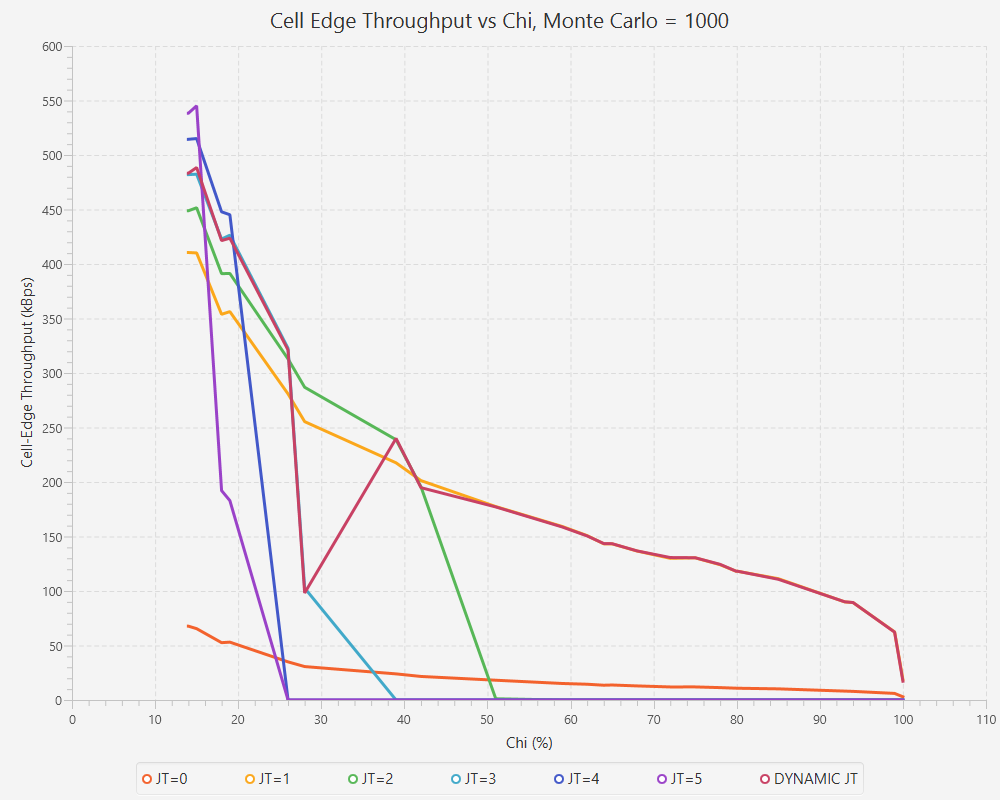 Cell Edge Throughput vs Chi, Monte Carlo = 1000
600
550
500
450
400
350
300
250
200
150
100
50
0
Cell-Edge Throughput (kBps)
0 10 20 30 40 50 60 70 80 90 100 110
Chi (%)
JT=0 JT=1 JT=2 JT=3 JT=4 JT=5 DYNAMIC JT